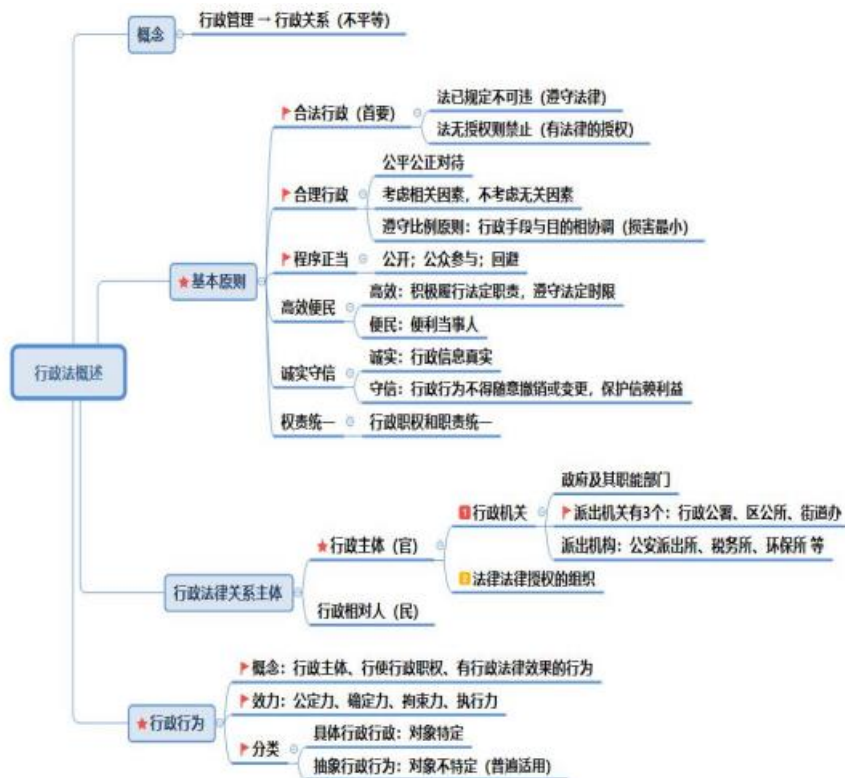 行政法概述
概念
行政管理 → 行政关系（不平等）
基本原则
合法行政（首要）
法已规定不可违（遵守法律）
法无授权则禁止（有法律的授权）
合理行政
公平公正对待
考虑相关因素，不考虑无关因素
遵守比例原则：行政手段与目的相协调（损害最小）
程序正当
公开；公众参与；回避
高效便民
高效：积极履行法定职责，遵守法定时限
便民：便利当事人
诚实守信
诚实：行政信息真实
守信：行政行为不得随意撤销或变更，保护信赖利益
权责统一
行政职权和职责统一
行政法律关系主体
行政主体（官）
1 行政机关
政府及其职能部门
派出机关有3个：行政公署、区公所、街道办
派出机构：公安派出所、税务所、环保所 等
2 法律法律授权的组织
行政相对人（民）
行政行为
概念：行政主体、行使行政职权、有行政法律效果的行为
效力：公定力、确定力、拘束力、执行力
分类
具体行政行政：对象特定
抽象行政行为：对象不特定（普遍适用）